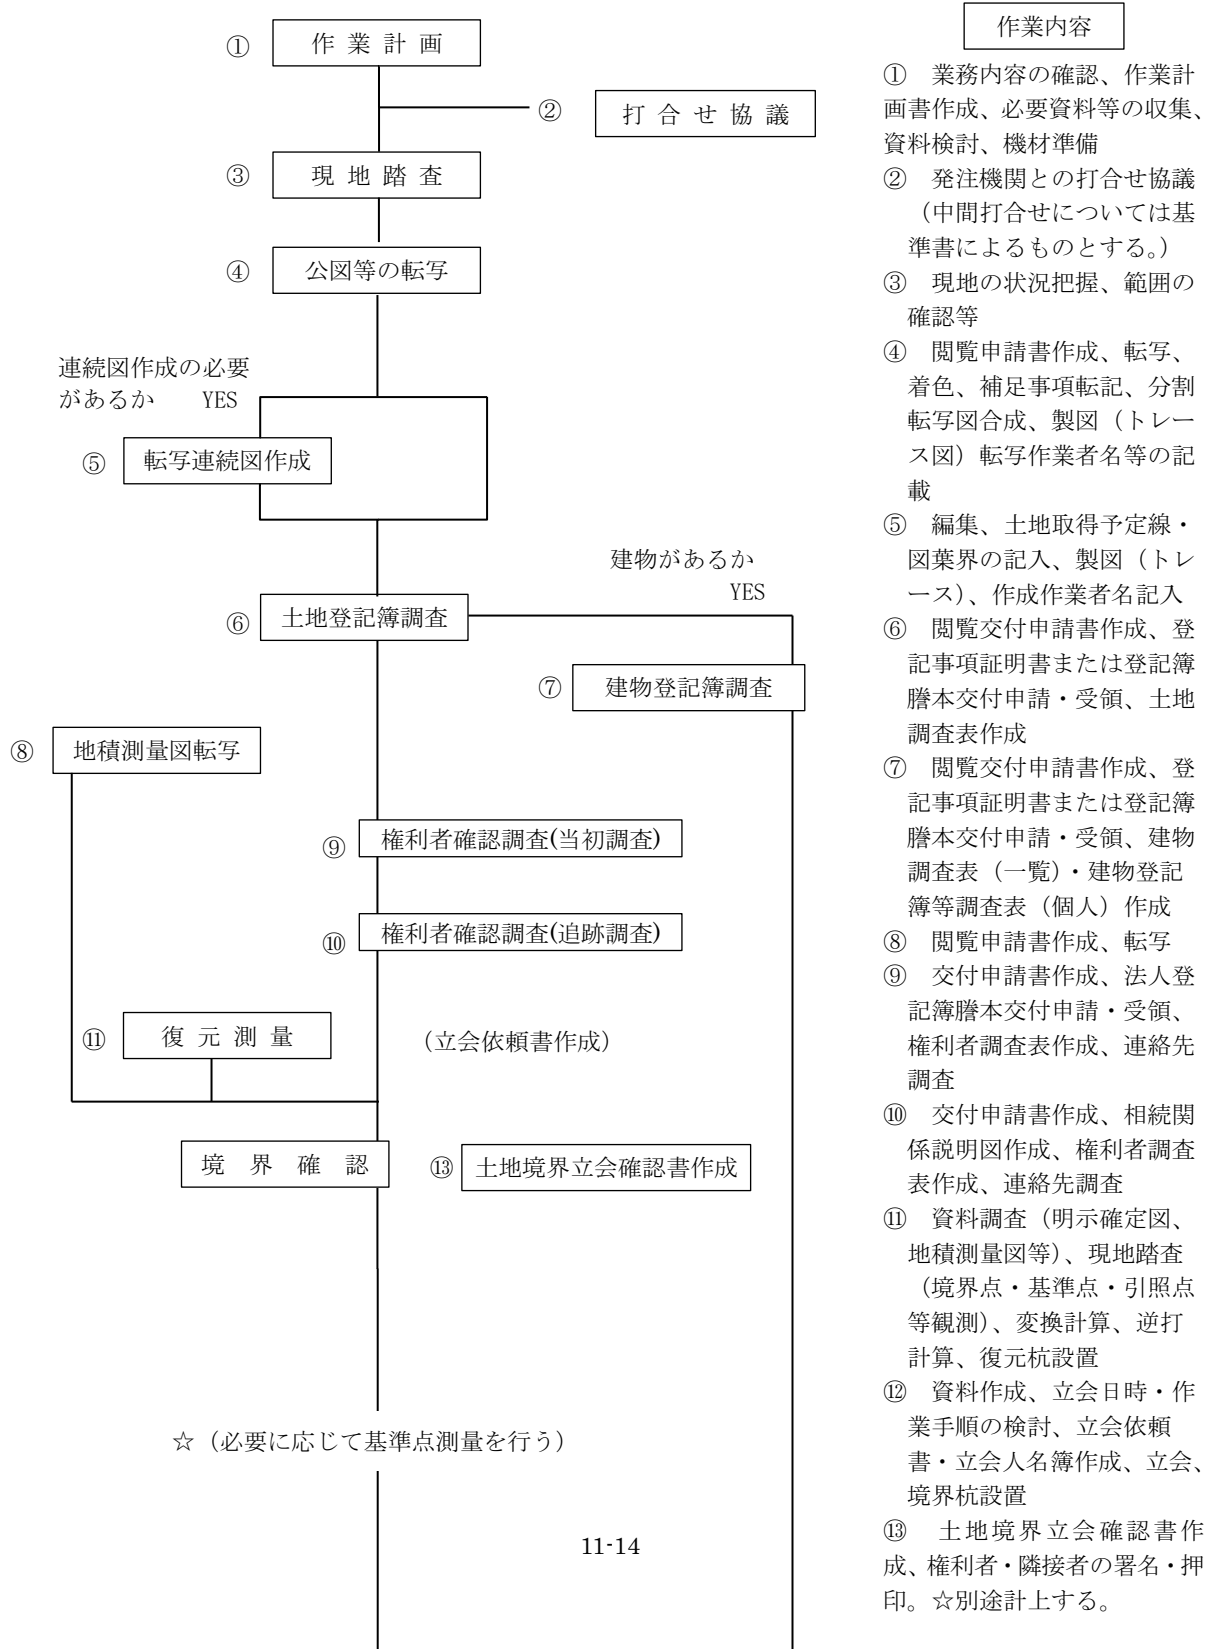 ① 作業計画
② 打合せ協議
③ 現地踏査
④ 公図等の転写
連続図作成の必要
があるか　YES
⑤ 転写連続図作成
建物があるか
YES
⑥ 土地登記簿調査
⑦ 建物登記簿調査
⑧ 地積測量図転写
⑨ 権利者確認調査(当初調査)
⑩ 権利者確認調査(追跡調査)
⑪ 復元測量
(立会依頼書作成)
境界確認
⑬ 土地境界立会確認書作成
☆（必要に応じて基準点測量を行う）
作業内容
①　業務内容の確認、作業計
画書作成、必要資料等の収集、
資料検討、機材準備
②　発注機関との打合せ協議
（中間打合せについては基
準書によるものとする。）
③　現地の状況把握、範囲の
確認等
④　閲覧申請書作成、転写、
着色、補足事項転記、分割
転写図合成、製図（トレー
ス図）転写作業者名等の記
載
⑤　編集、土地取得予定線・
図葉界の記入、製図（トレ
ース）、作成作業者名記入
⑥　閲覧交付申請書作成、登
記事項証明書または登記簿
謄本交付申請・受領、土地
調査表作成
⑦　閲覧交付申請書作成、登
記事項証明書または登記簿
謄本交付申請・受領、建物
調査表（一覧）・建物登記
簿等調査表（個人）作成
⑧　閲覧申請書作成、転写
⑨　交付申請書作成、法人登
記簿謄本交付申請・受領、
権利者調査表作成、連絡先
調査
⑩　交付申請書作成、相続関
係説明図作成、権利者調査
表作成、連絡先調査
⑪　資料調査（明示確定図、
地積測量図等）、現地踏査
（境界点・基準点・引照点
等観測）、変換計算、逆打
計算、復元杭設置
⑫　資料作成、立会日時・作
業手順の検討、立会依頼
書・立会人名簿作成、立会、
境界杭設置
⑬　土地境界立会確認書作
成、権利者・隣接者の署名・押
印。☆別途計上する。
11-14